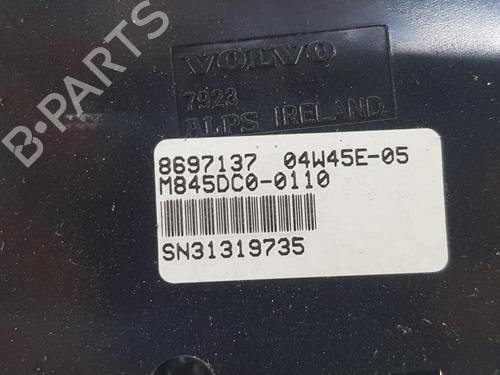 B-PARTS
VOLVO
7923
ALPS IRELAND
8697137 04W45E-05
M845DC0-0110
SN31319735